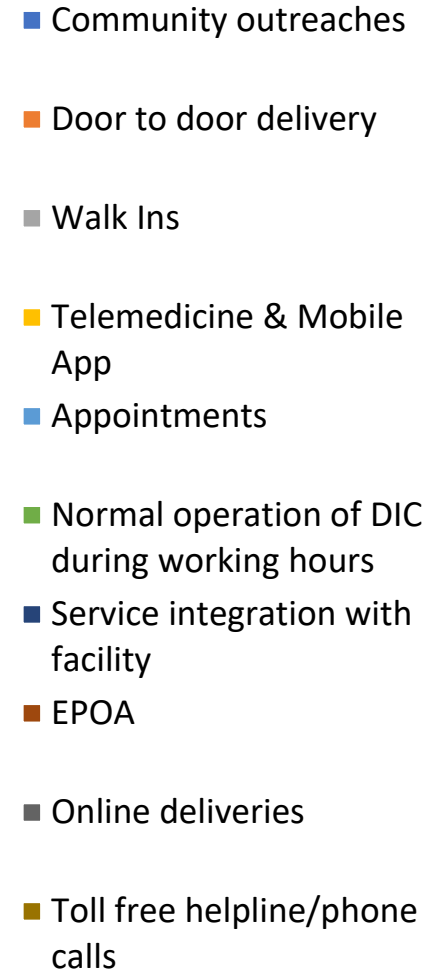 Community outreaches
Door to door delivery
Walk Ins
Telemedicine & Mobile
App
Appointments
Normal operation of DIC
during working hours
Service integration with
facility
EPOA
Online deliveries
Toll free helpline/phone
calls